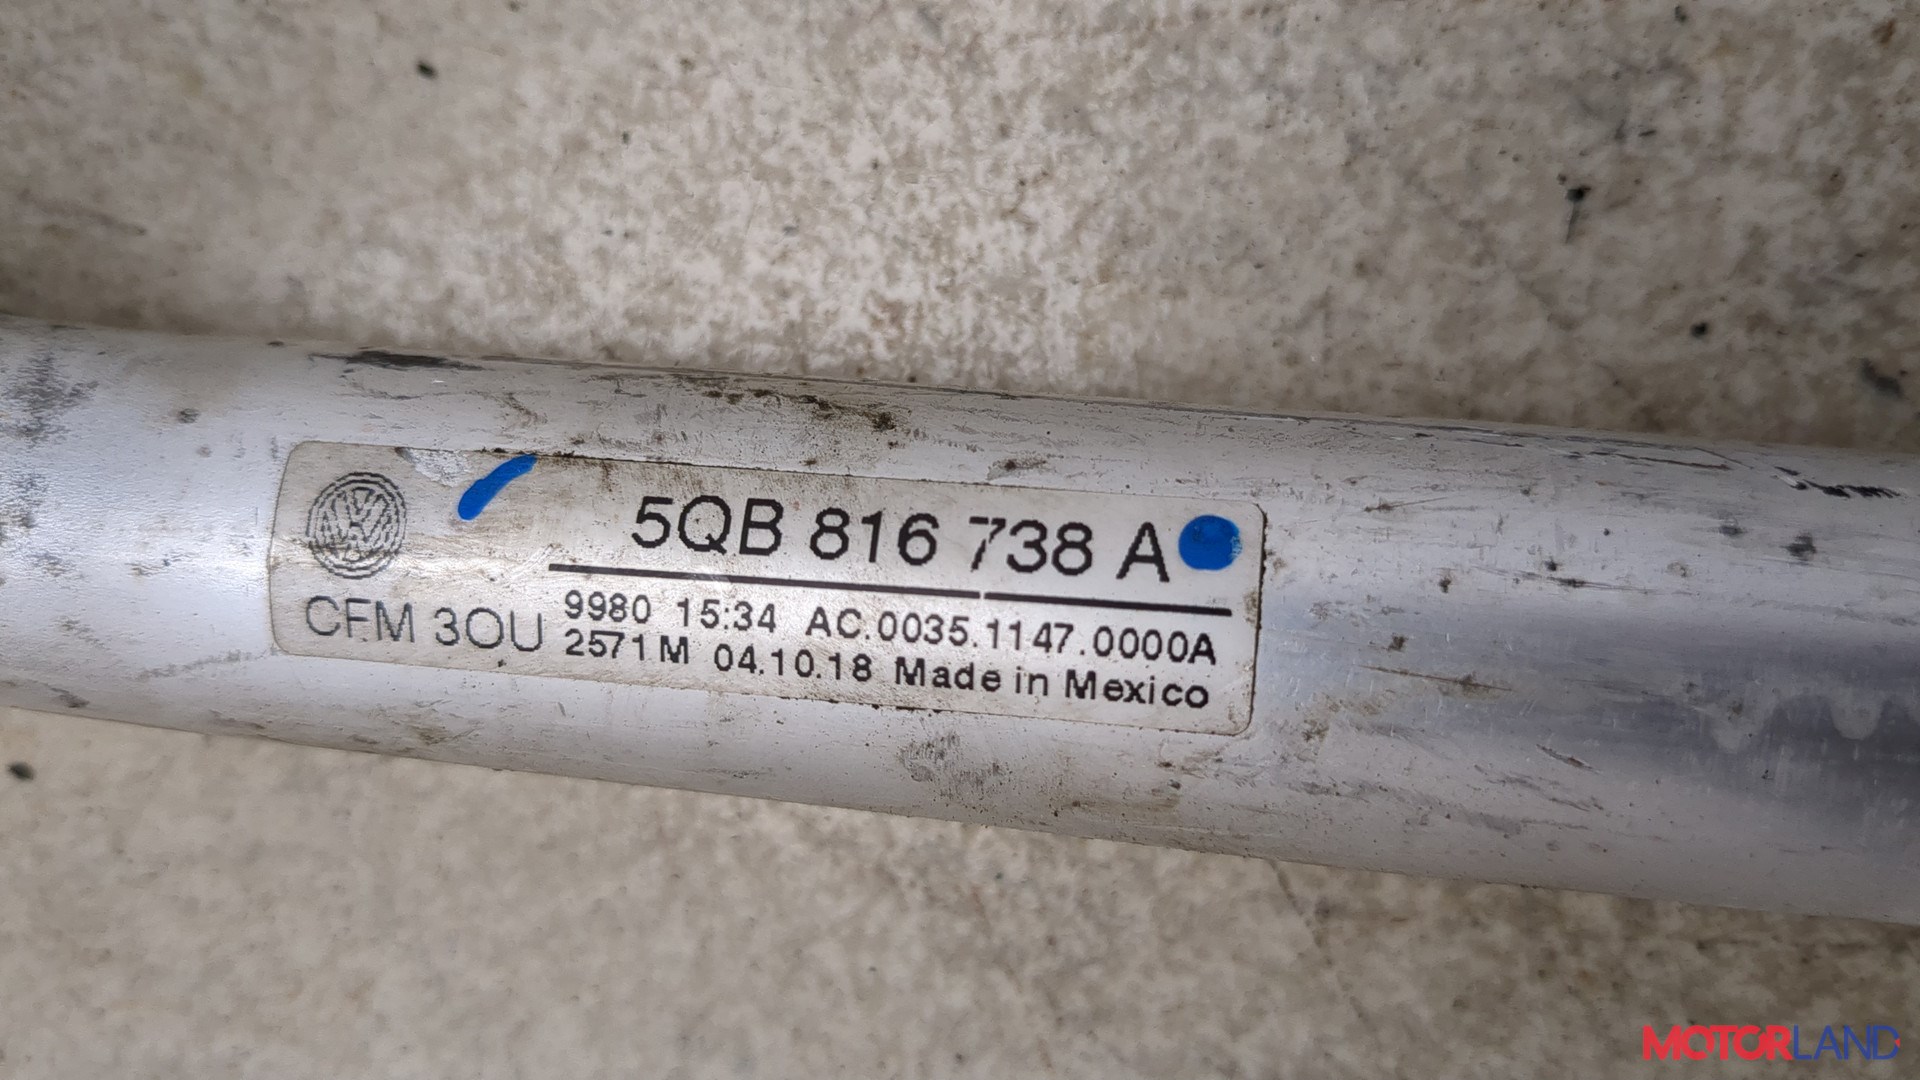 5QB 816 738 A
CFM 3OU
9980 15:34 AC.0035.1147.0000A
2571 M 04.10.18 Made in Mexico
MOTORLAND